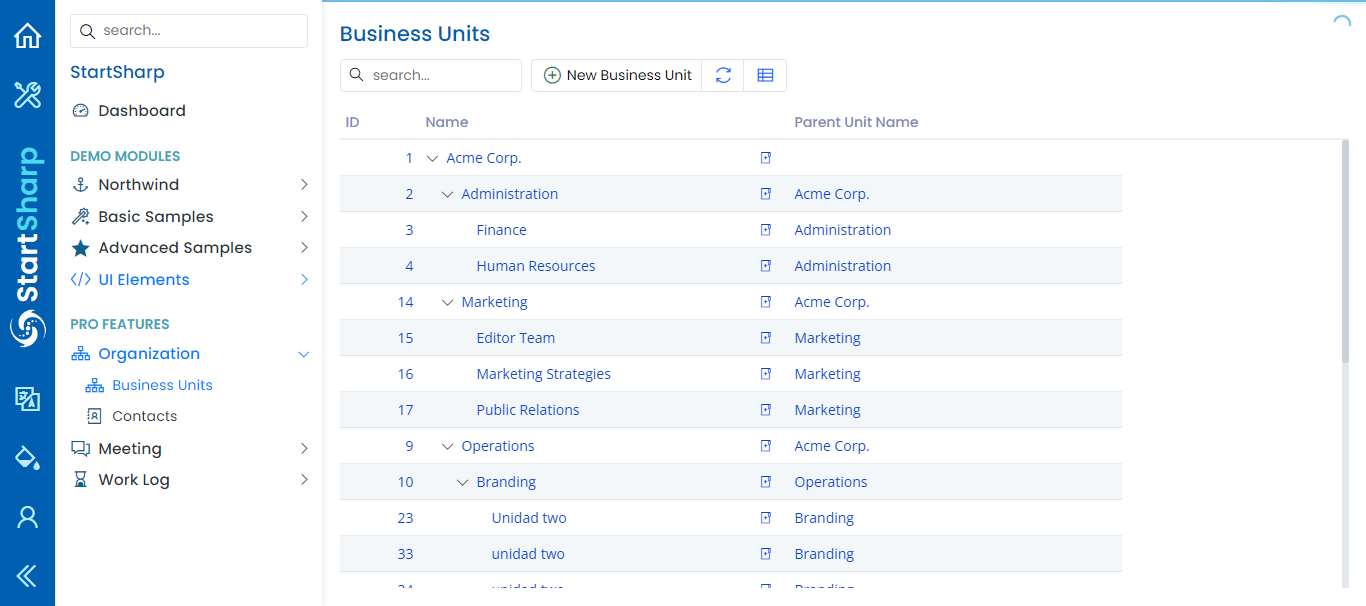 StartSharp
search...
StartSharp
Dashboard
DEMO MODULES
Northwind
Basic Samples
Advanced Samples
UI Elements
PRO FEATURES
Organization
Business Units
Contacts
Meeting
Work Log
Business Units
search...
New Business Unit
ID Name Parent Unit Name
1 Acme Corp.
2 Administration Acme Corp.
3 Finance Administration
4 Human Resources Administration
14 Marketing Acme Corp.
15 Editor Team Marketing
16 Marketing Strategies Marketing
17 Public Relations Marketing
9 Operations Acme Corp.
10 Branding Operations
23 Unidad two Branding
33 unidad two Branding
unidad two Branding